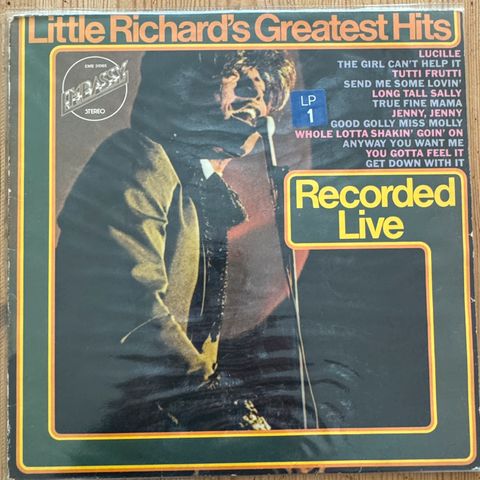 Little Richard's Greatest Hits
EMBASSY
STEREO
LP
1
LUCILLE
THE GIRL CAN'T HELP IT
TUTTI FRUTTI
SEND ME SOME LOVIN'
LONG TALL SALLY
TRUE FINE MAMA
JENNY, JENNY
GOOD GOLLY MISS MOLLY
WHOLE LOTTA SHAKIN' GOIN' ON
ANYWAY YOU WANT ME
YOU GOTTA FEEL IT
GET DOWN WITH IT
Recorded
Live